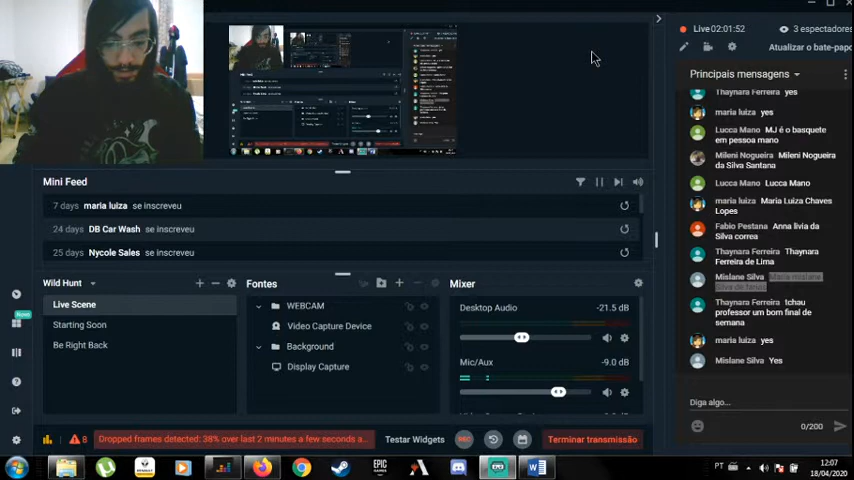 Live 02:01:52
3 espectadores
Atualizar o bate-papo
Principais mensagens
Thaynara Ferreira yes
maria luiza yes
Lucca Mano MJ é o basquete
em pessoa mano
Mileni Nogueira Mileni Nogueira
da Silva Santana
Lucca Mano Lucca Mano
maria luiza Maria Luiza Chaves
Lopes
Fabio Pestana Anna livia da
Silva correa
Thaynara Ferreira Thaynara
Ferreira de Lima
Mislane Silva
Thaynara Ferreira tchau
professor um bom final de
semana
maria luiza yes
Mislane Silva Yes
Diga algo...
0/200
Mini Feed
7 days maria luiza se inscreveu
24 days DB Car Wash se inscreveu
25 days Nycole Sales se inscreveu
Novo
Wild Hunt
Live Scene
Starting Soon
Be Right Back
Fontes
WEBCAM
Video Capture Device
Background
Display Capture
Mixer
Desktop Audio -21.5 dB
Mic/Aux -9.0 dB
8
Dropped frames detected: 38% over last 2 minutes a few seconds a...
Testar Widgets
REC
Terminar transmissão
EPIC
GAMES
PT
12:07
18/04/2020